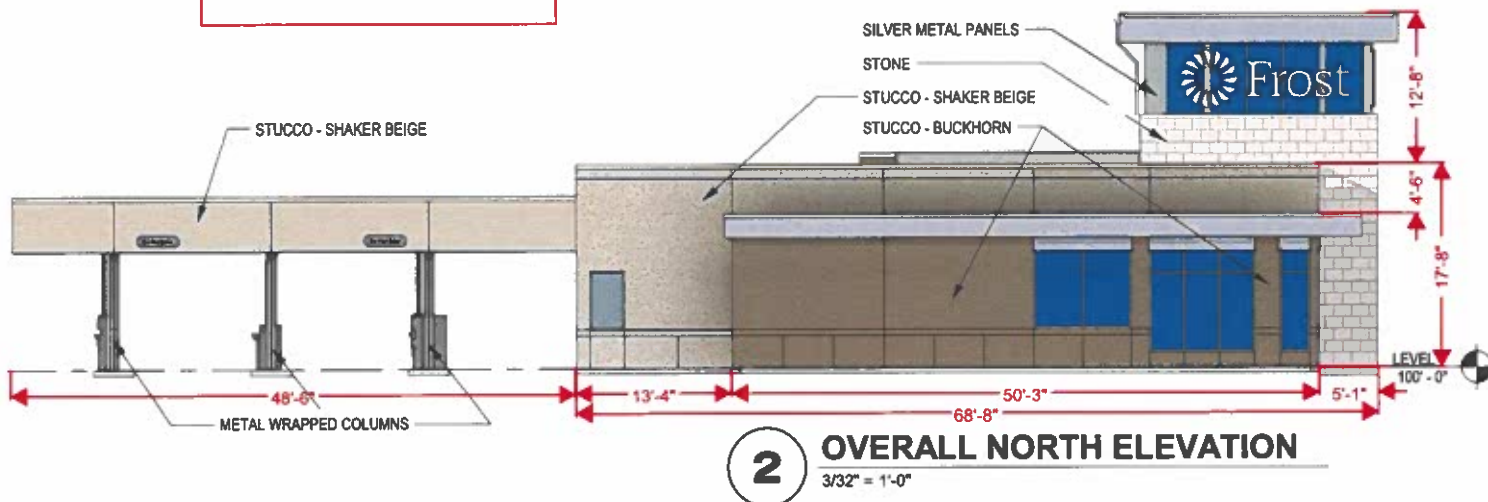 SILVER METAL PANELS
STONE
STUCCO - SHAKER BEIGE
STUCCO - BUCKHORN
STUCCO - SHAKER BEIGE
Frost
12'-8"
4'-6"
17'-8"
LEVEL
100' - 0"
48'-6"
13'-4"
50'-3"
5'-1"
68'-8"
METAL WRAPPED COLUMNS
2
OVERALL NORTH ELEVATION
3/32" = 1'-0"